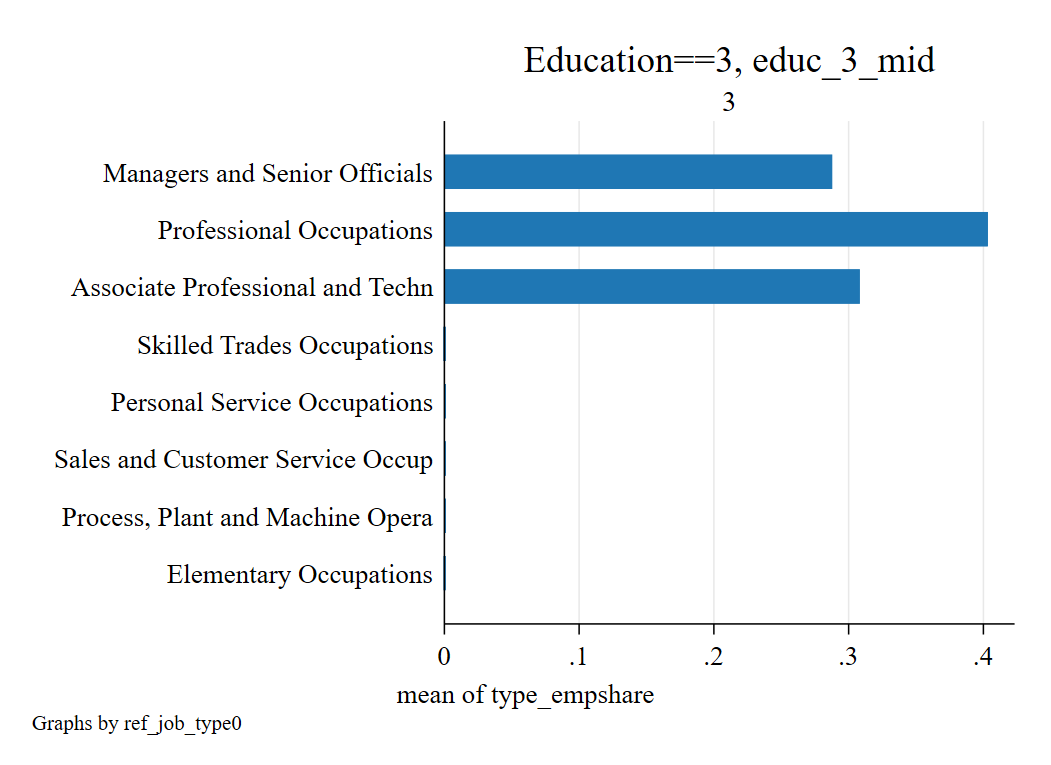 Education==3, educ_3_mid
3
Managers and Senior Officials
Professional Occupations
Associate Professional and Techn
Skilled Trades Occupations
Personal Service Occupations
Sales and Customer Service Occup
Process, Plant and Machine Opera
Elementary Occupations
0 .1 .2 .3 .4
mean of type_empshare
Graphs by ref_job_type0